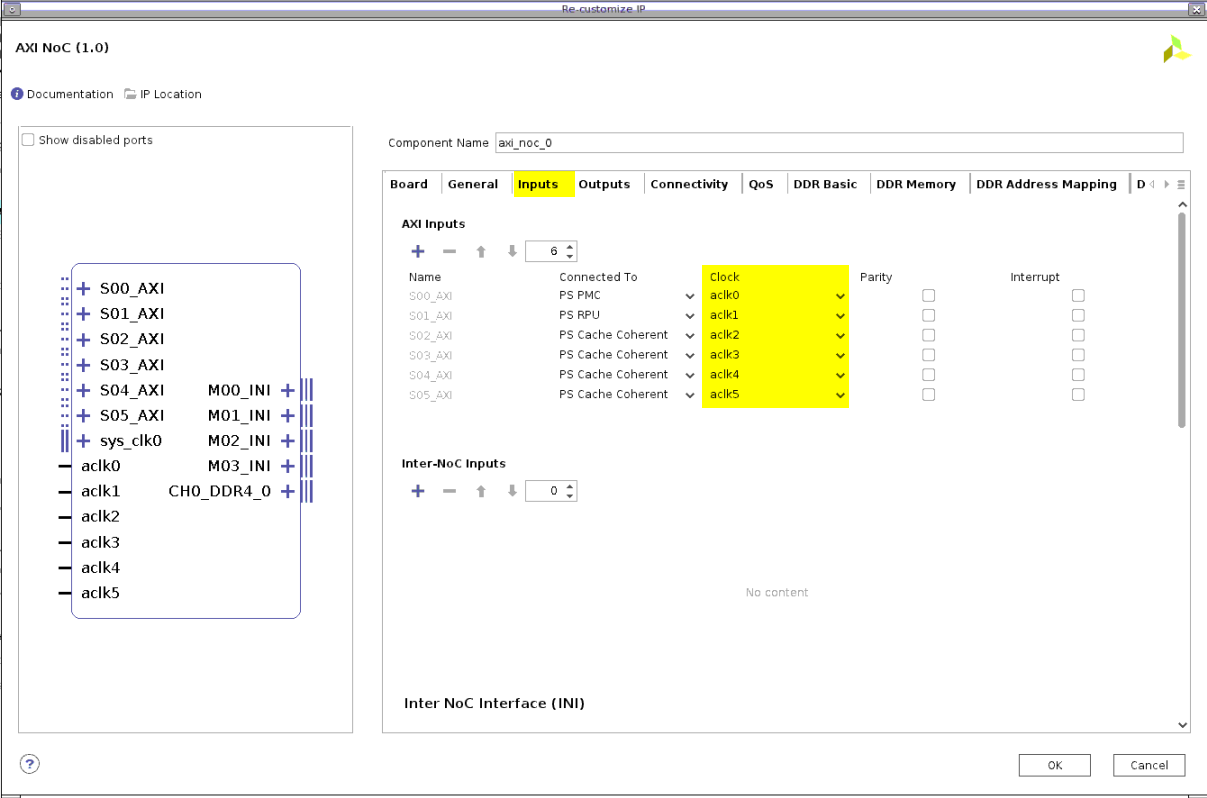 Re-customize IP
AXI NoC (1.0)
Documentation IP Location
Show disabled ports
S00_AXI
S01_AXI
S02_AXI
S03_AXI
S04_AXI M00_INI
S05_AXI M01_INI
sys_clk0 M02_INI
aclk0 M03_INI
aclk1 CH0_DDR4_0
aclk2
aclk3
aclk4
aclk5
Component Name axi_noc_0
Board General Inputs Outputs Connectivity QoS DDR Basic DDR Memory DDR Address Mapping D
AXI Inputs
6
Name Connected To Clock Parity Interrupt
S00_AXI PS PMC aclk0
S01_AXI PS RPU aclk1
S02_AXI PS Cache Coherent aclk2
S03_AXI PS Cache Coherent aclk3
S04_AXI PS Cache Coherent aclk4
S05_AXI PS Cache Coherent aclk5
Inter-NoC Inputs
0
No content
Inter NoC Interface (INI)
?
OK Cancel